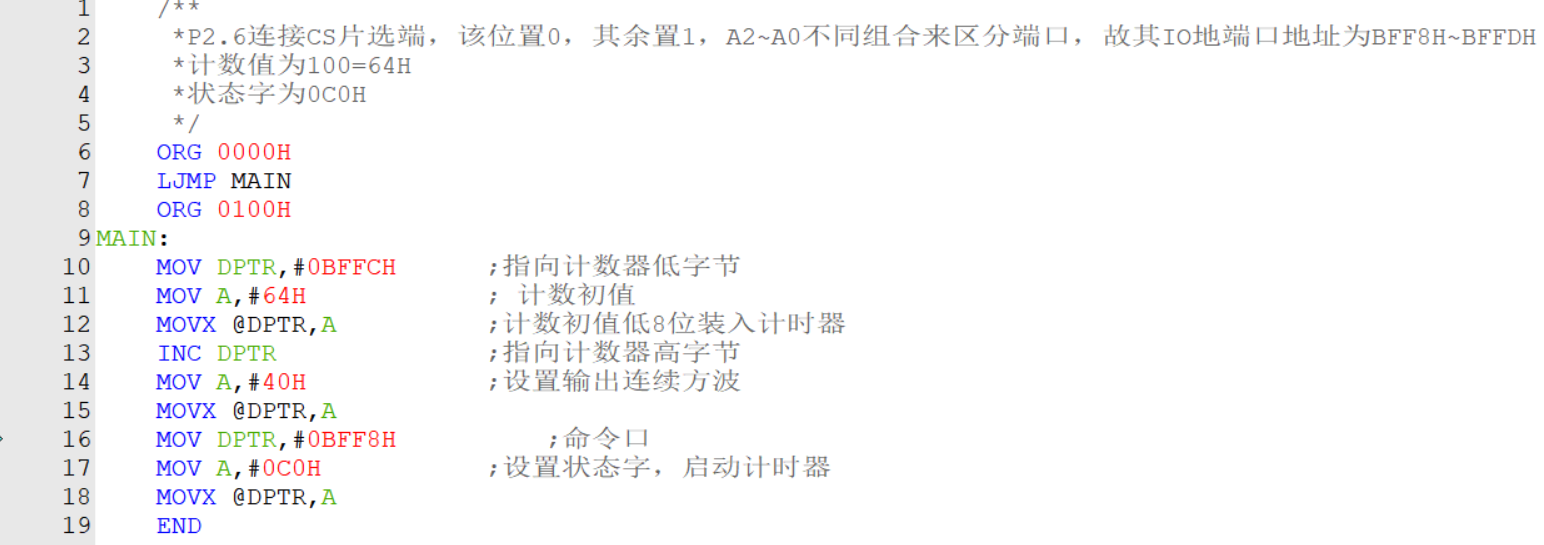 1 /**
2 *P2.6连接CS片选端，该位置0，其余置1，A2~A0不同组合来区分端口，故其IO地端口地址为BFF8H~BFFDH
3 *计数值为100=64H
4 *状态字为0C0H
5 */
6 ORG 0000H
7 LJMP MAIN
8 ORG 0100H
9 MAIN:
10 MOV DPTR,#0BFFCH ;指向计数器低字节
11 MOV A,#64H ; 计数初值
12 MOVX @DPTR,A ;计数初值低8位装入计时器
13 INC DPTR ;指向计数器高字节
14 MOV A,#40H ;设置输出连续方波
15 MOVX @DPTR,A
16 MOV DPTR,#0BFF8H ;命令口
17 MOV A,#0C0H ;设置状态字，启动计时器
18 MOVX @DPTR,A
19 END